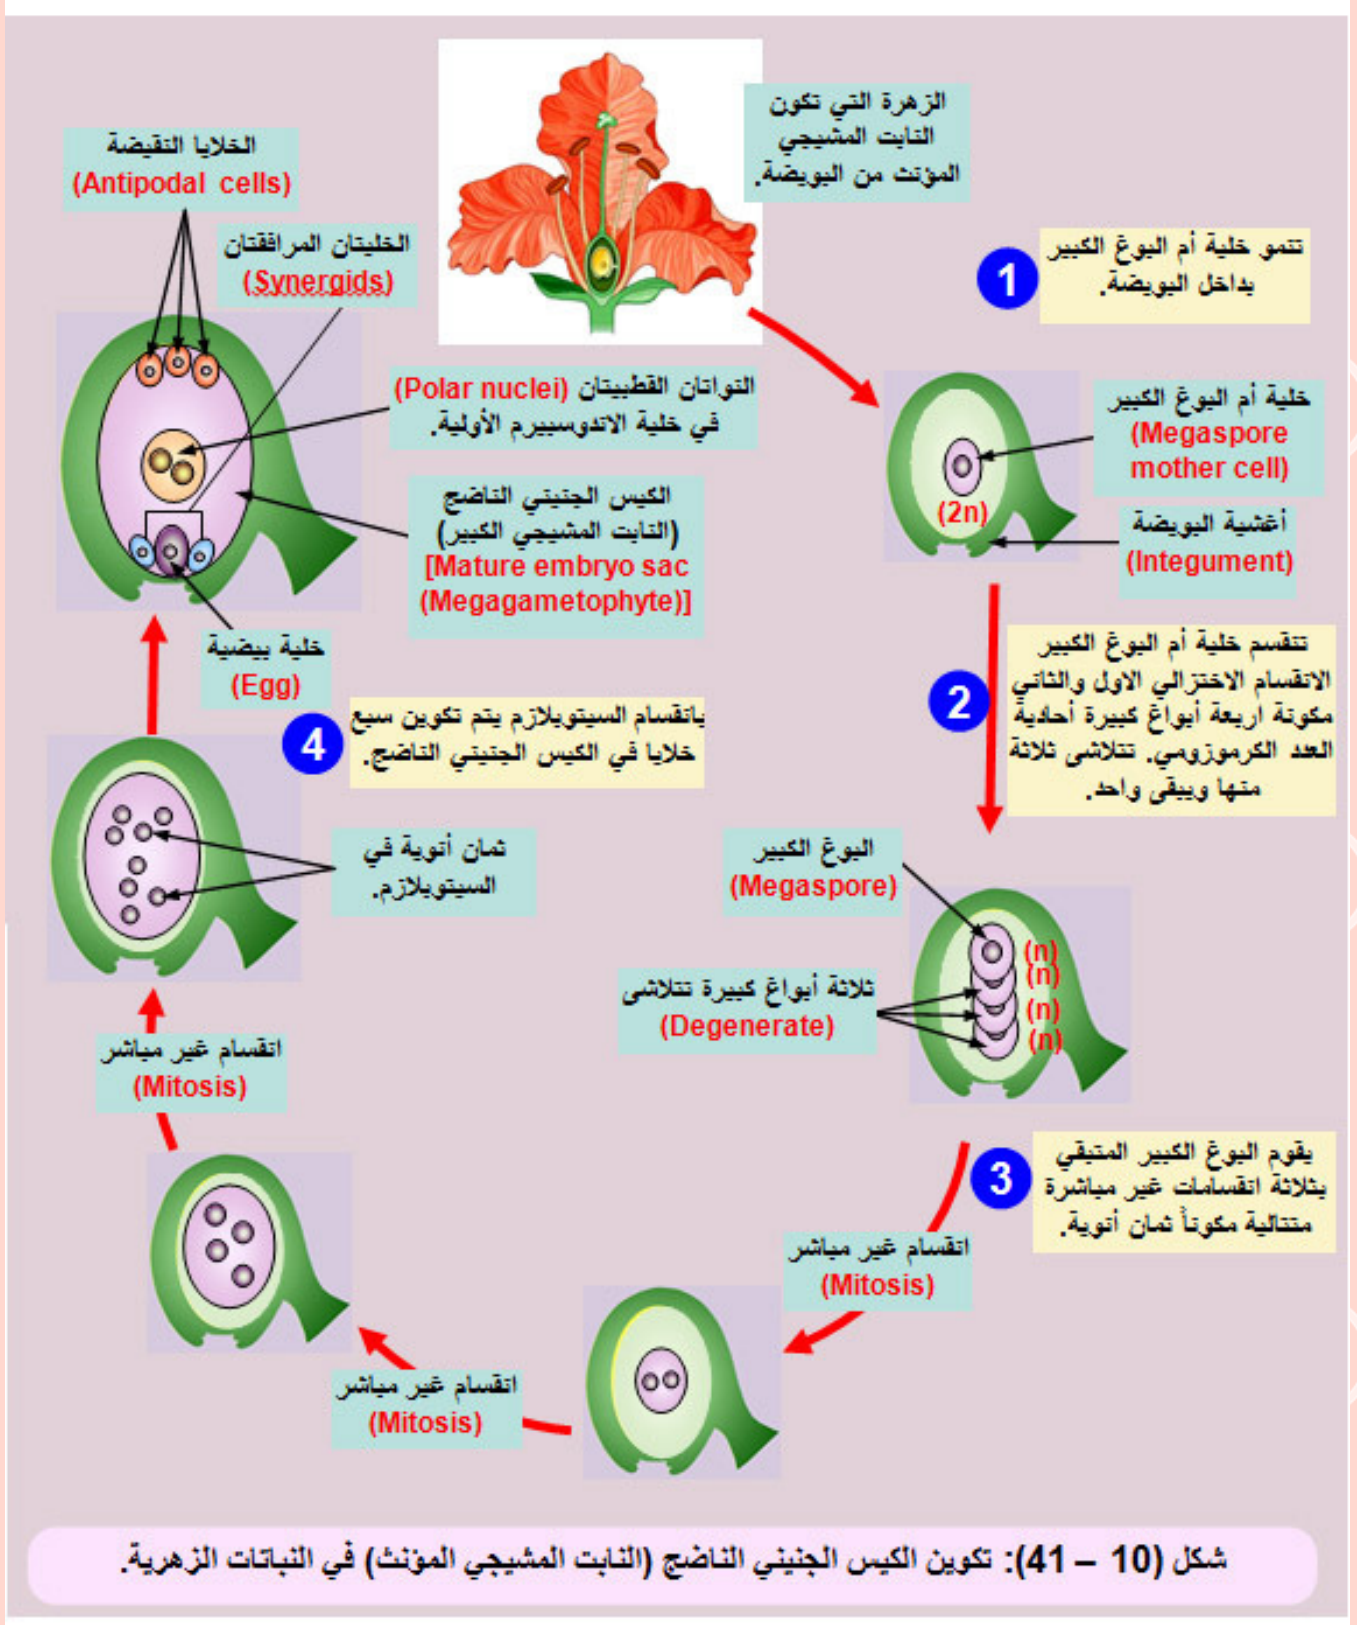 الزهرة التي تكون
النابت المشيجي
المؤنث من البويضة.
الخلايا النقيضة
(Antipodal cells)
الخليتان المرافقتان
(Synergids)
1
تنمو خلية أم البوغ الكبير
بداخل البويضة.
النواتان القطبيتان (Polar nuclei)
في خلية الاندوسبيرم الأولية.
خلية أم البوغ الكبير
(Megaspore
mother cell)
(2n)
أغشية البويضة
(Integument)
الكيس الجنيني الناضج
(النابت المشيجي الكبير)
[Mature embryo sac
(Megagametophyte)]
خلية بيضية
(Egg)
2
تنقسم خلية أم البوغ الكبير
الانقسام الاختزالي الاول والثاني
مكونة اربعة أبواغ كبيرة أحادية
العدد الكرموزومي. تتلاشى ثلاثة
منها ويبقى واحد.
4
بانقسام السيتوبلازم يتم تكوين سبع
خلايا في الكيس الجنيني الناضج.
ثمان أنوية في
السيتوبلازم.
البوغ الكبير
(Megaspore)
(n)
(n)
(n)
(n)
ثلاثة أبواغ كبيرة تتلاشى
(Degenerate)
انقسام غير مباشر
(Mitosis)
3
يقوم البوغ الكبير المتبقي
بثلاثة انقسامات غير مباشرة
متتالية مكوناً ثمان أنوية.
انقسام غير مباشر
(Mitosis)
انقسام غير مباشر
(Mitosis)
شكل (10 – 41): تكوين الكيس الجنيني الناضج (النابت المشيجي المؤنث) في النباتات الزهرية.